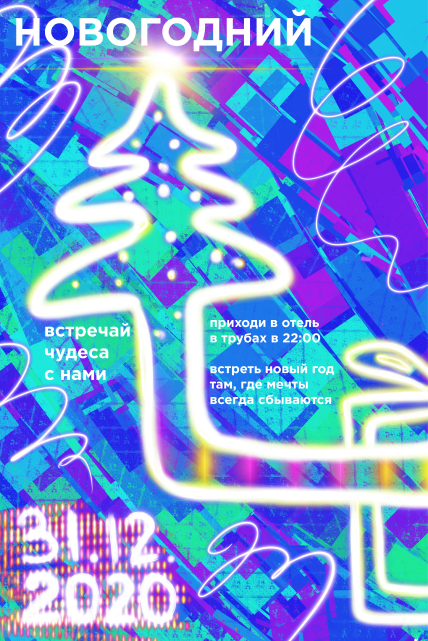 НОВОГОДНИЙ
встречай
чудеса
с нами
приходи в отель
в трубах в 22:00
встреть новый год
там, где мечты
всегда сбываются
31.12.
2020